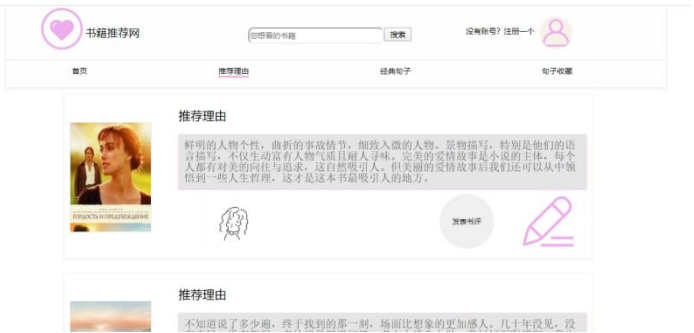 书籍推荐网
您想看的书籍
搜索
没有账号？注册一个
首页
推荐理由
经典句子
句子收藏
推荐理由
鲜明的人物个性，曲折的事故情节，细致入微的人物、景物描写，特别是他们的语
言描写，不仅生动富有人物气质且耐人寻味。完美的爱情故事是小说的主体，每个
人都有对美的向往与追求，这自然吸引人。但美丽的爱情故事后我们还可以从中领
悟到一些人生哲理，这才是这本书最吸引人的地方。
ГОРДОСТЬ И ПРЕДУБЕЖДЕНИЕ
发表书评
推荐理由
不知道说了多少遍，终于找到的那一刻，场面比想象的更加感人。几十年没见，没